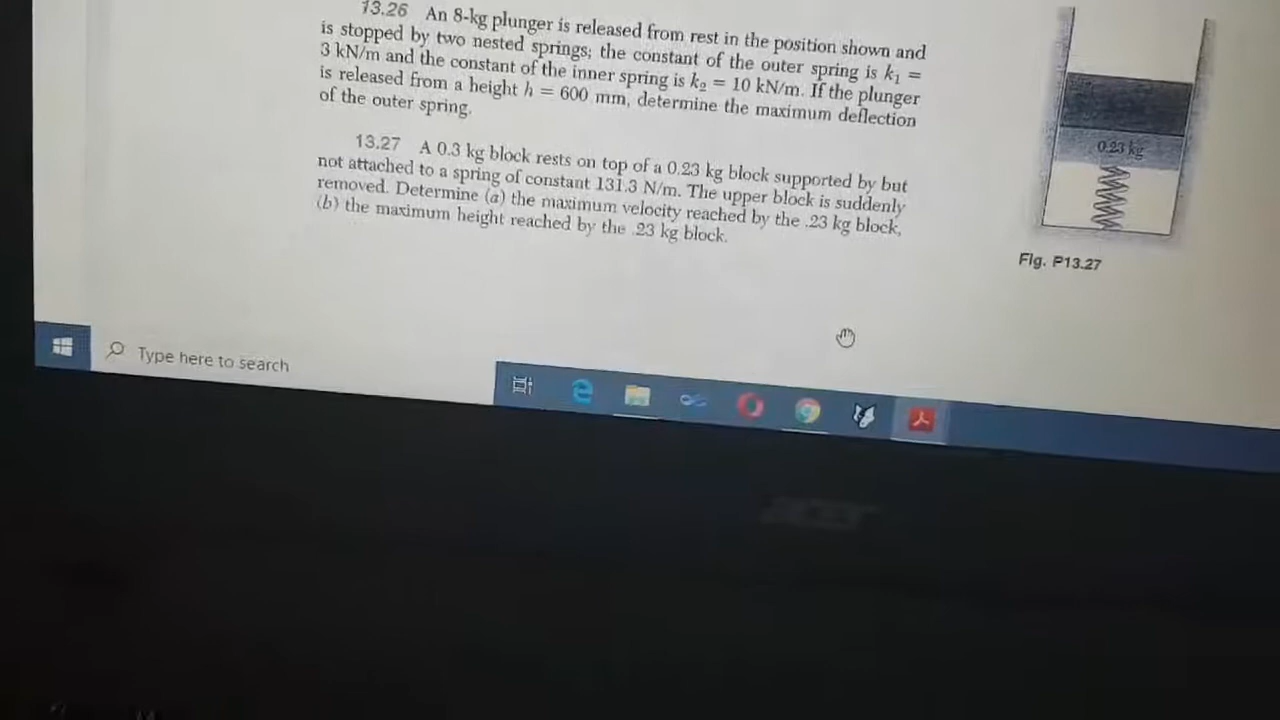 13.26 An 8-kg plunger is released from rest in the position shown and
is stopped by two nested springs; the constant of the outer spring is k₁ =
3 kN/m and the constant of the inner spring is k₂ = 10 kN/m. If the plunger
is released from a height h = 600 mm, determine the maximum deflection
of the outer spring.
13.27 A 0.3 kg block rests on top of a 0.23 kg block supported by but
not attached to a spring of constant 131.3 N/m. The upper block is suddenly
removed. Determine (a) the maximum velocity reached by the .23 kg block,
(b) the maximum height reached by the .23 kg block.
0.23 kg
Fig. P13.27
Type here to search
acer